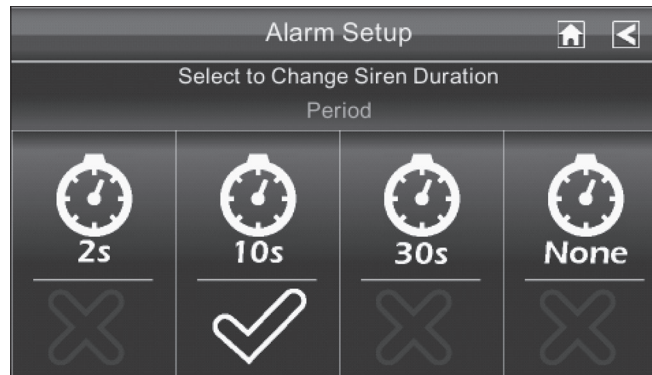 Alarm Setup
Select to Change Siren Duration
Period
2s 10s 30s None